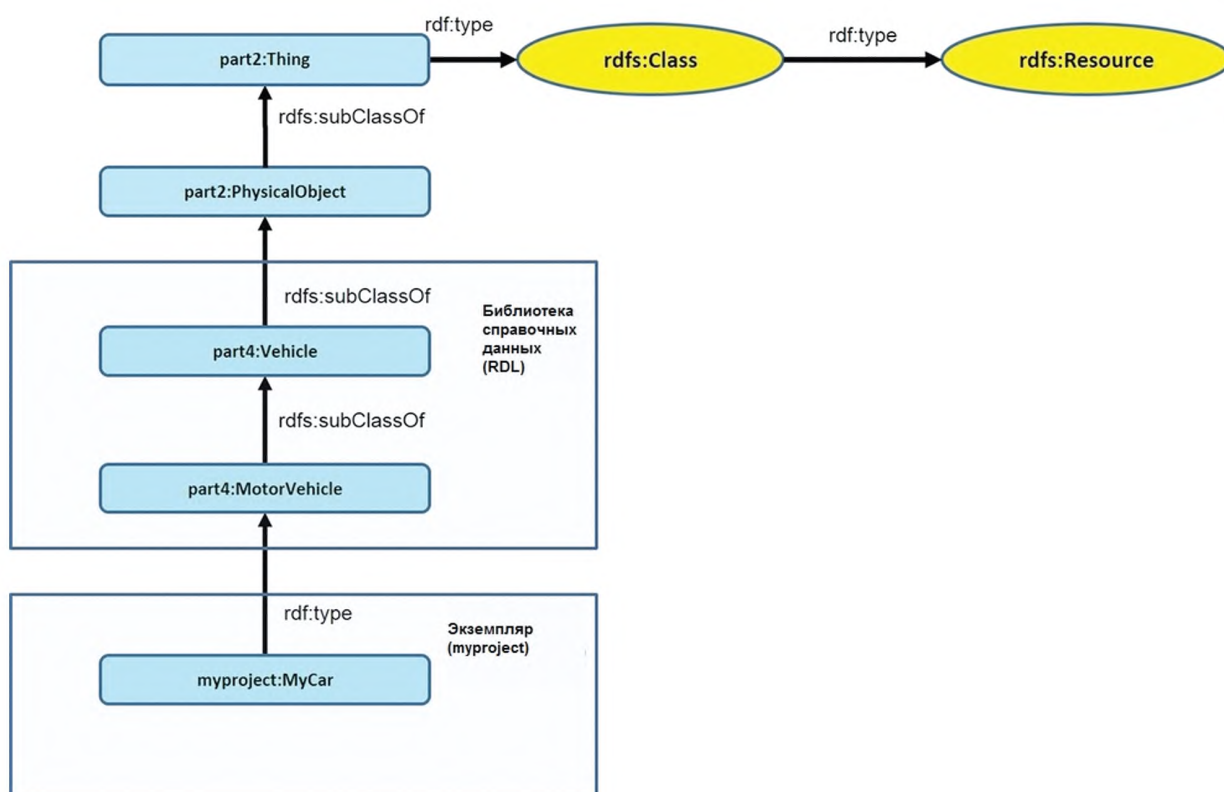 rdf:type
rdf:type
part2:Thing
rdfs:Class
rdfs:Resource
rdfs:subClassOf
part2:PhysicalObject
rdfs:subClassOf
Библиотека
справочных
данных
(RDL)
part4:Vehicle
rdfs:subClassOf
part4:MotorVehicle
rdf:type
Экземпляр
(myproject)
myproject:MyCar